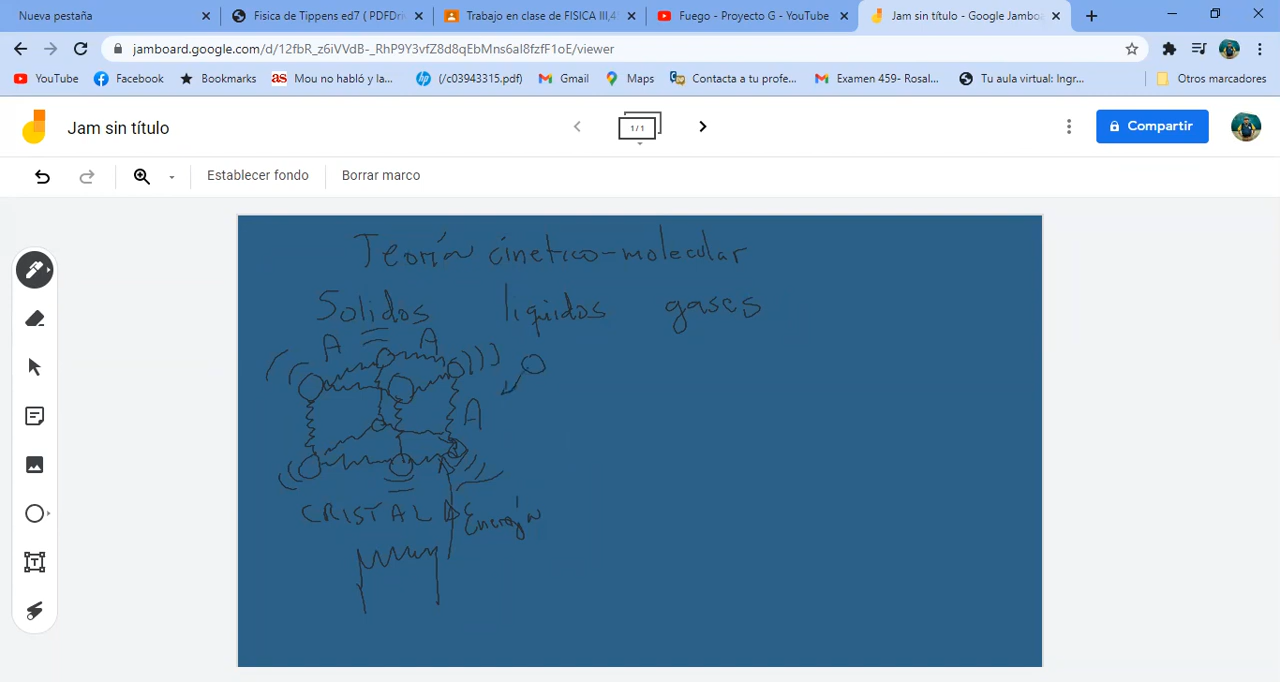 Nueva pestaña
Fisica de Tippens ed7 ( PDFDri
Trabajo en clase de FISICA III,4
Fuego - Proyecto G - YouTube
Jam sin título - Google Jamboa
jamboard.google.com/d/12fbR_z6iVVdB-_RhP9Y3vfZ8d8qEbMns6aI8fzfF1oE/viewer
YouTube
Facebook
Bookmarks
as Mou no habló y la...
hp (/c03943315.pdf)
Gmail
Maps
Contacta a tu profe...
Examen 459- Rosal...
Tu aula virtual: Ingr...
Otros marcadores
Jam sin título
1 / 1
Compartir
Establecer fondo
Borrar marco
Teoría cinetico-molecular
Solidos liquidos gases
A A
A
CRISTAL